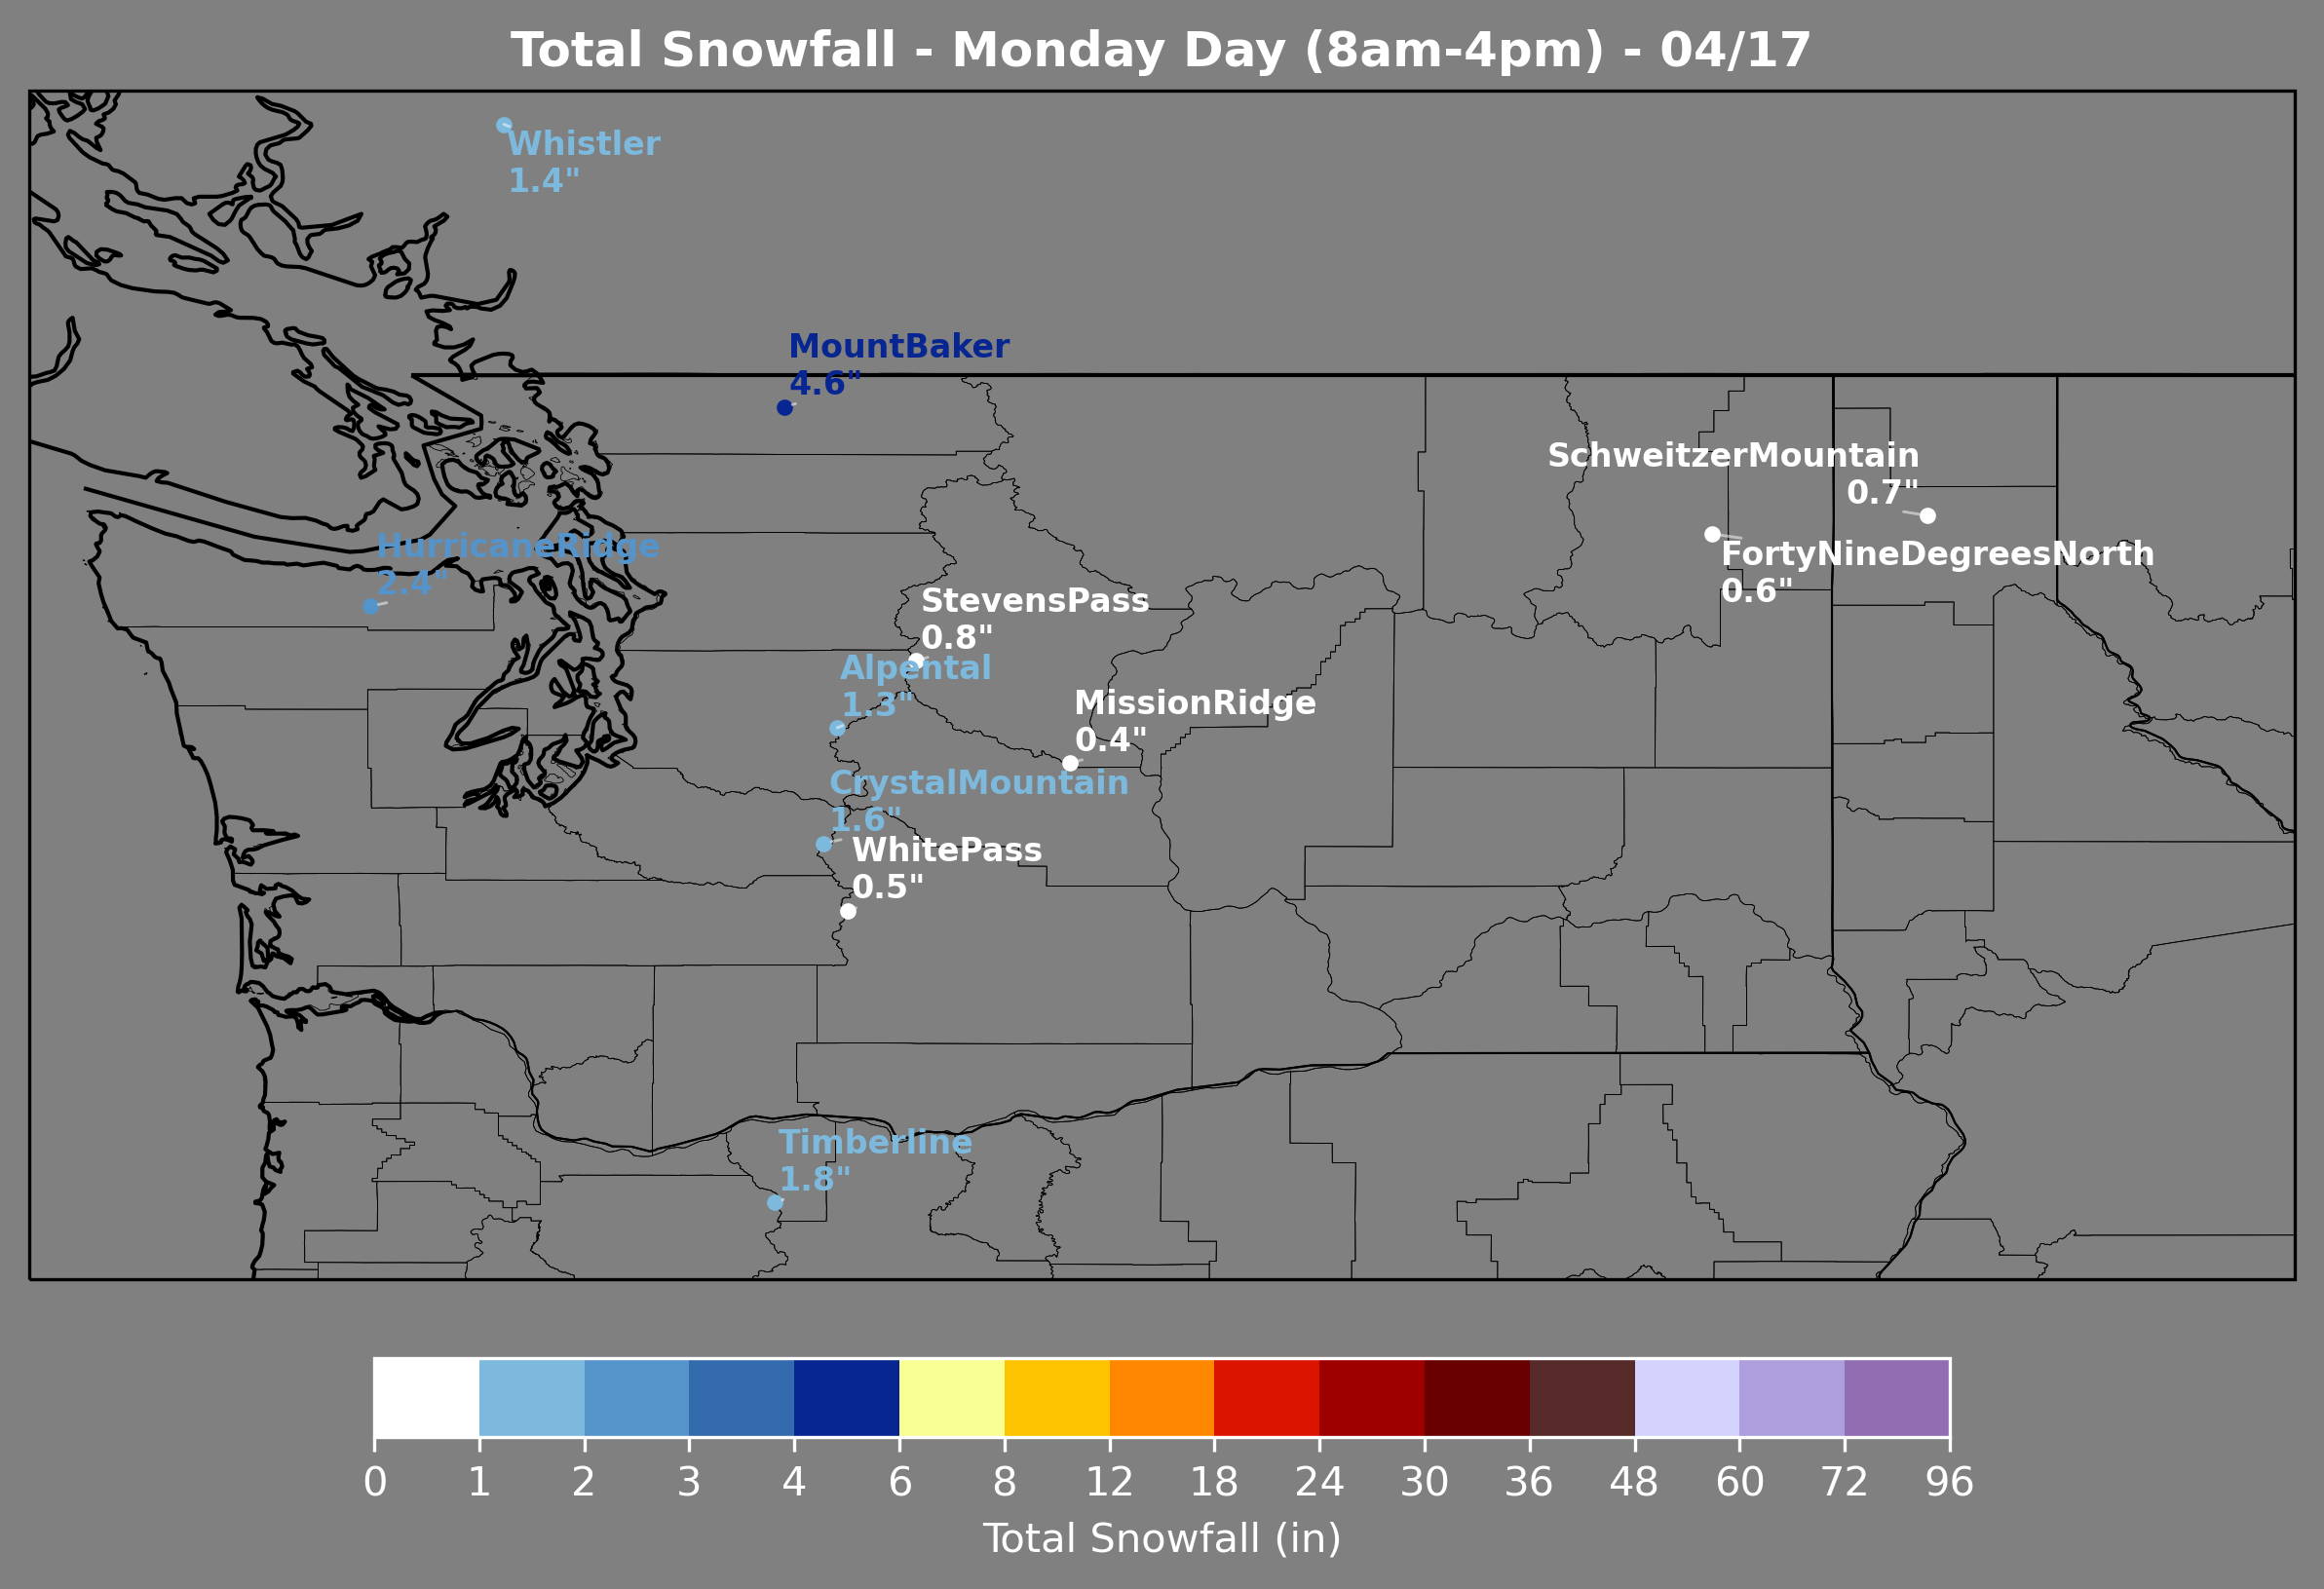 Total Snowfall - Monday Day (8am-4pm) - 04/17
Whistler
1.4"
MountBaker
4.6"
SchweitzerMountain
0.7"
HurricaneRidge
2.4"
FortyNineDegreesNorth
0.6"
StevensPass
0.8"
Alpental
1.3"
MissionRidge
0.4"
CrystalMountain
1.6"
WhitePass
0.5"
Timberline
1.8"
0 1 2 3 4 6 8 12 18 24 30 36 48 60 72 96
Total Snowfall (in)